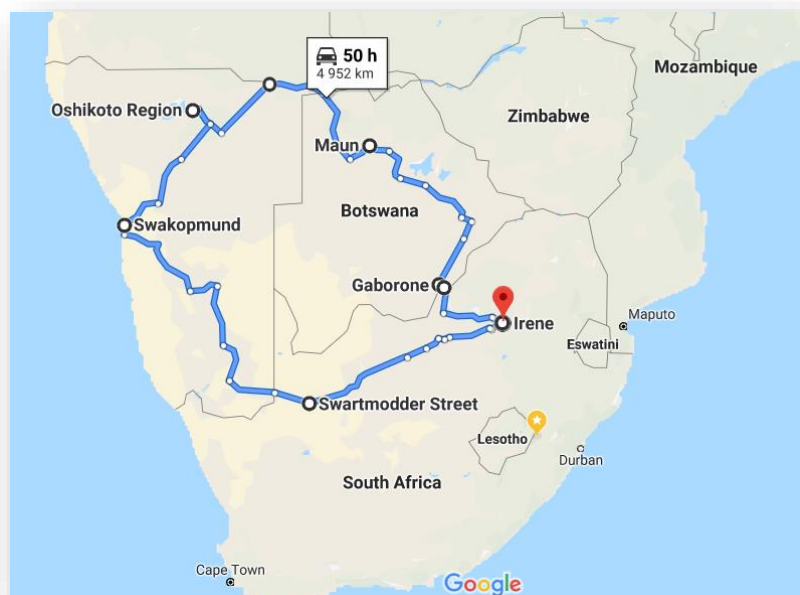 50 h
4 952 km
Mozambique
Oshikoto Region
Zimbabwe
Maun
Botswana
Swakopmund
Gaborone
Irene
Maputo
Eswatini
Swartmodder Street
Lesotho
Durban
South Africa
Cape Town
Google